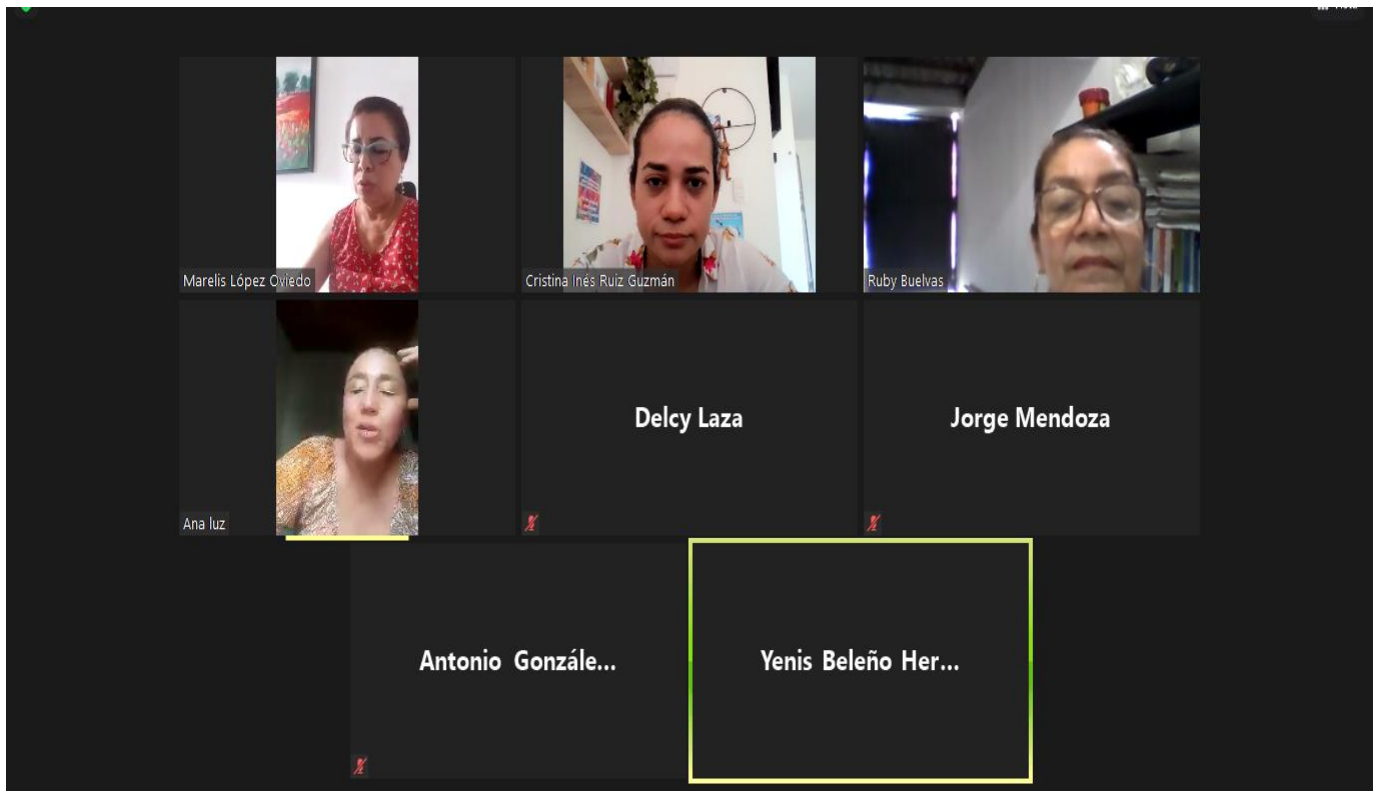 Marelis López Oviedo
Cristina Inés Ruiz Guzmán
Ruby Buelvas
Ana luz
Delcy Laza
Jorge Mendoza
Antonio Gonzále...
Yenis Beleño Her...